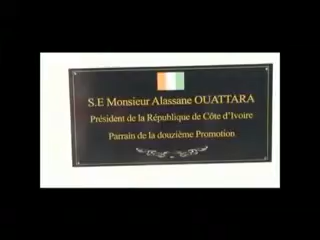 S.E Monsieur Alassane OUATTARA
Président de la République de Côte d'Ivoire
Parrain de la douzième Promotion